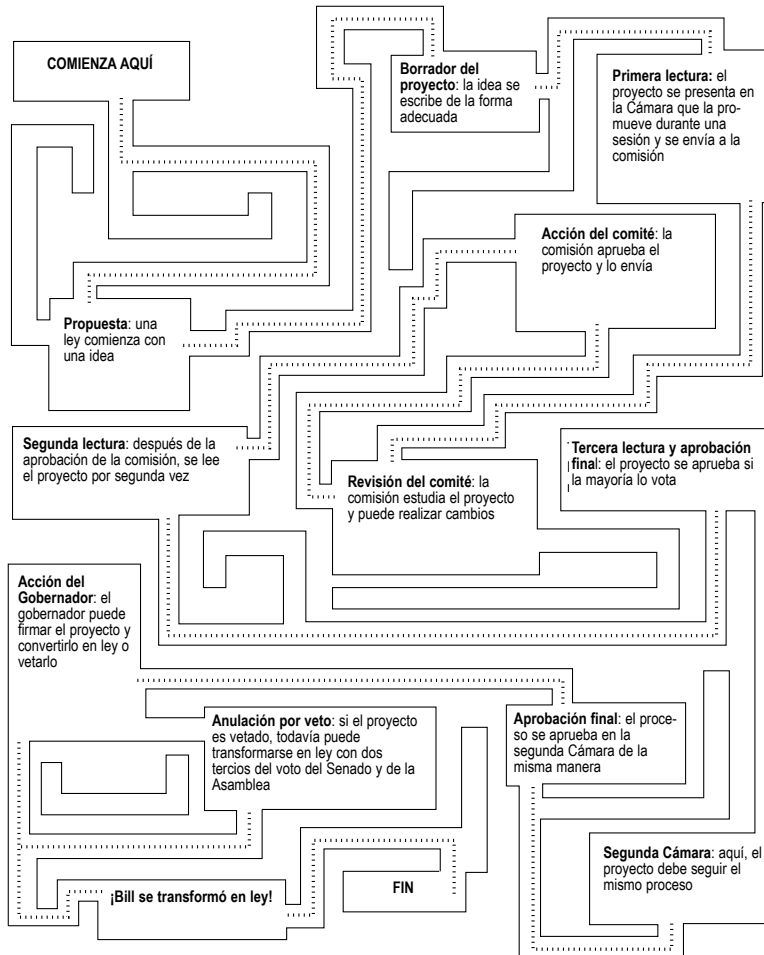 COMIENZA AQUÍ
Borrador del
proyecto: la idea se
escribe de la forma
adecuada
Primera lectura: el
proyecto se presenta en
la Cámara que la pro-
mueve durante una
sesión y se envía a la
comisión
Acción del comité: la
comisión aprueba el
proyecto y lo envía
Propuesta: una
ley comienza con
una idea
Segunda lectura: después de la
aprobación de la comisión, se lee
el proyecto por segunda vez
Revisión del comité: la
comisión estudia el proyecto
y puede realizar cambios
Tercera lectura y aprobación
final: el proyecto se aprueba si
la mayoría lo vota
Acción del
Gobernador: el
gobernador puede
firmar el proyecto y
convertirlo en ley o
vetarlo
Anulación por veto: si el proyecto
es vetado, todavía puede
transformarse en ley con dos
tercios del voto del Senado y de la
Asamblea
Aprobación final: el proce-
so se aprueba en la
segunda Cámara de la
misma manera
Segunda Cámara: aquí, el
proyecto debe seguir el
mismo proceso
¡Bill se transformó en ley!
FIN